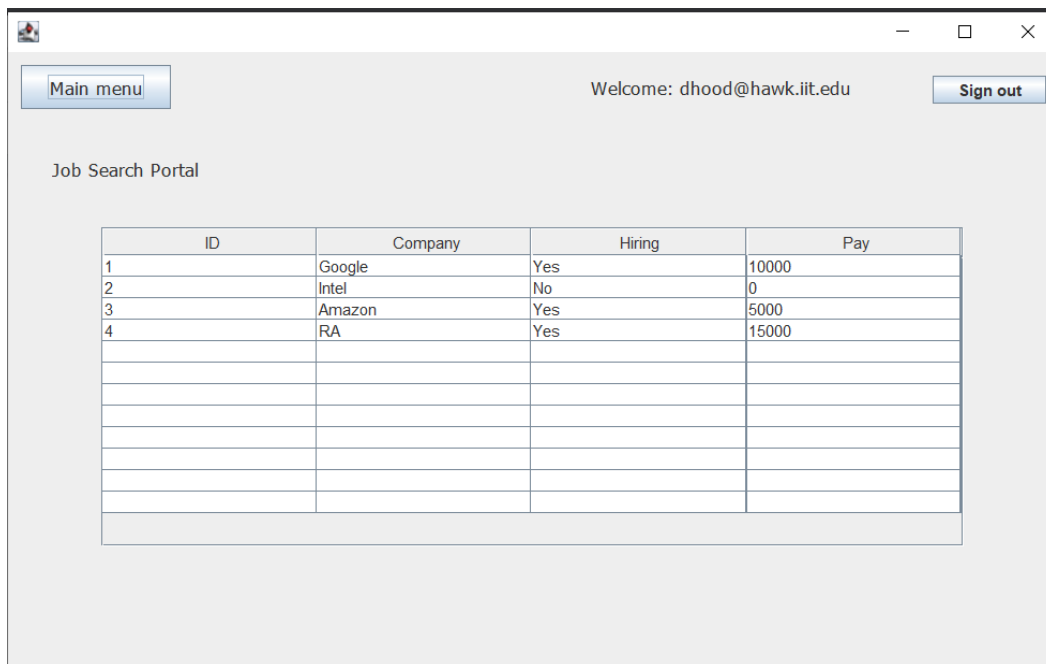 Main menu Welcome: dhood@hawk.iit.edu Sign out
Job Search Portal
ID Company Hiring Pay
1 Google Yes 10000
2 Intel No 0
3 Amazon Yes 5000
4 RA Yes 15000